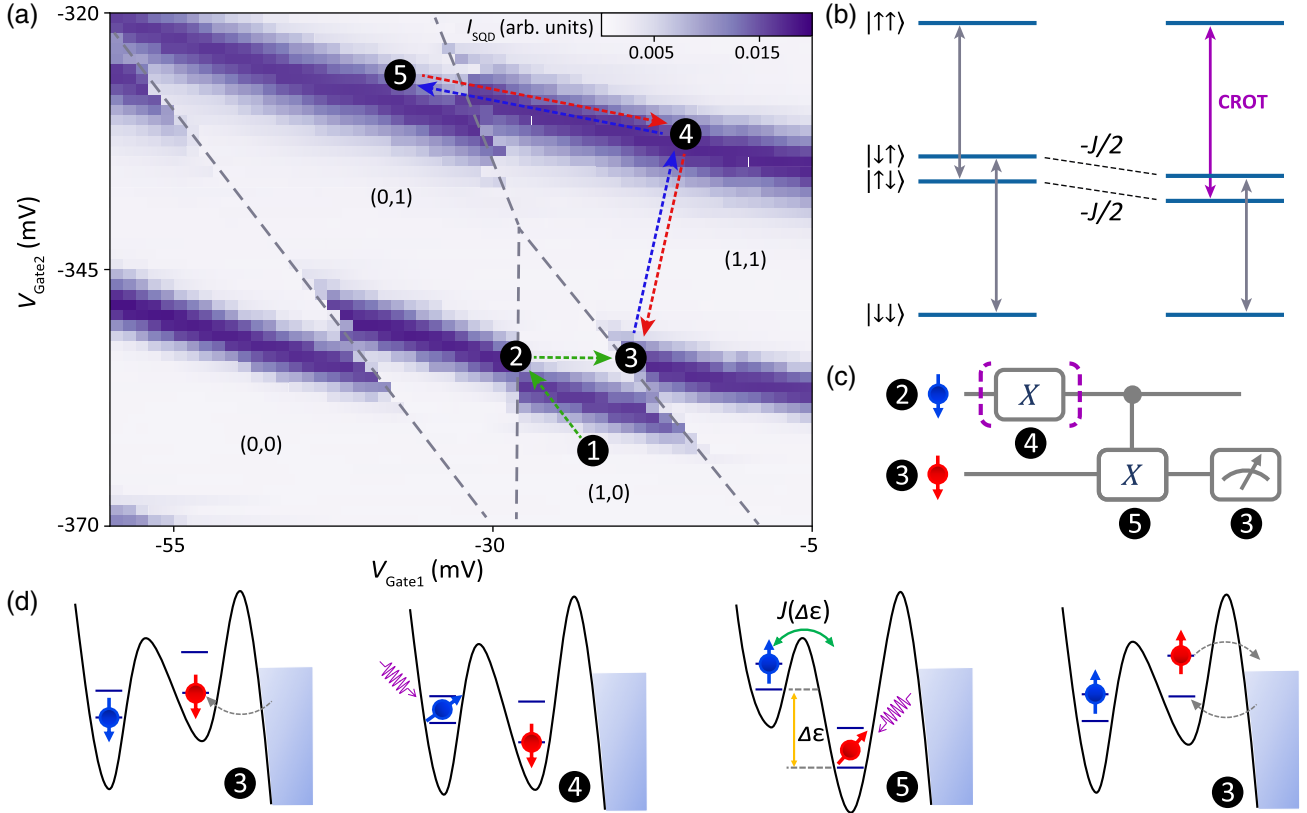 (a)
-320
-345
-370
V_Gate2 (mV)
I_SQD (arb. units)
0.005
0.015
5
4
(0,1)
(1,1)
2
3
1
(0,0)
(1,0)
-55
-30
-5
V_Gate1 (mV)
(b)
|↑↑⟩
CROT
|↓↑⟩
-J/2
|↑↓⟩
-J/2
|↓↓⟩
(c)
2
X
4
3
X
5
3
(d)
3
4
J(Δε)
Δε
5
3